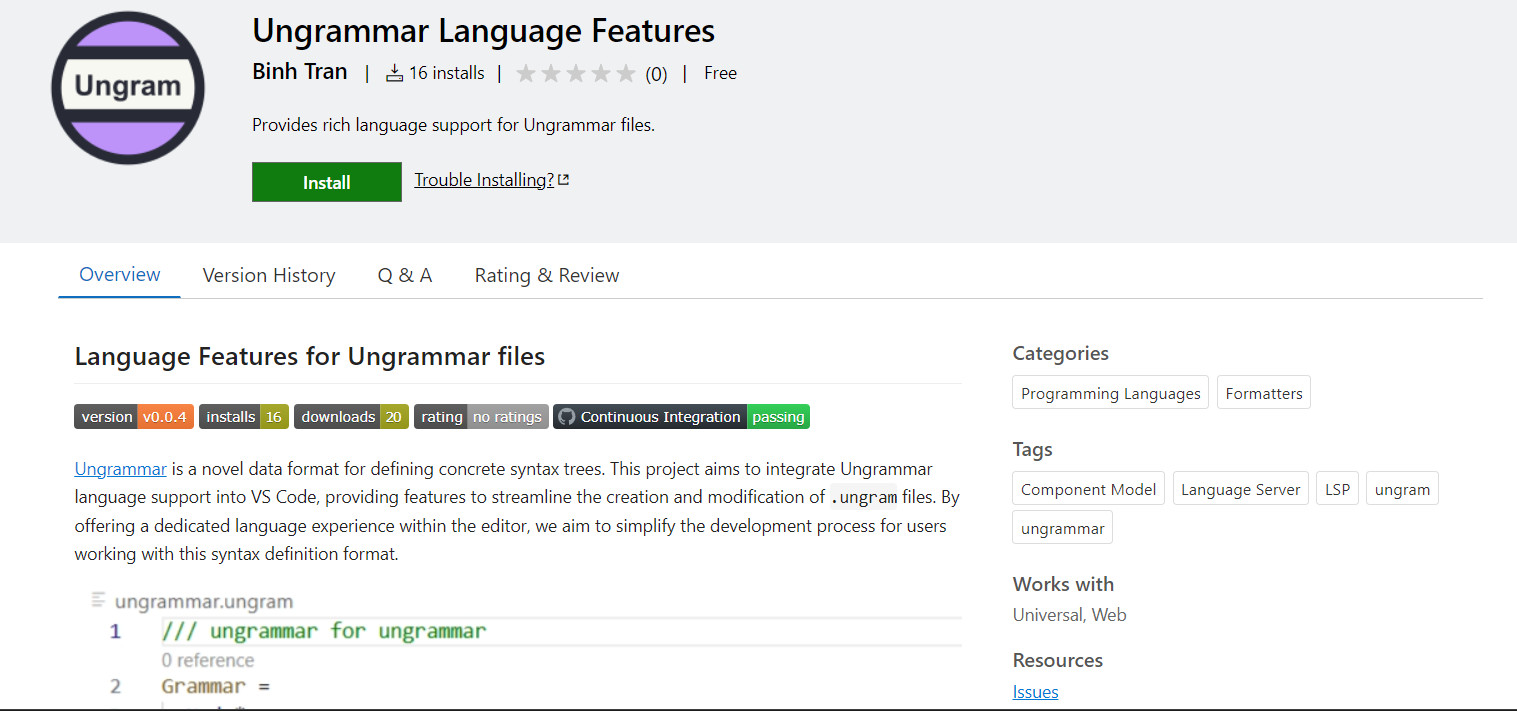 Ungram
Ungrammar Language Features
Binh Tran | 16 installs | (0) | Free
Provides rich language support for Ungrammar files.
Install Trouble Installing?
Overview Version History Q & A Rating & Review
Language Features for Ungrammar files
version v0.0.4 installs 16 downloads 20 rating no ratings Continuous Integration passing
Ungrammar is a novel data format for defining concrete syntax trees. This project aims to integrate Ungrammar
language support into VS Code, providing features to streamline the creation and modification of .ungram files. By
offering a dedicated language experience within the editor, we aim to simplify the development process for users
working with this syntax definition format.
ungrammar.ungram
1 /// ungrammar for ungrammar
0 reference
2 Grammar =
Categories
Programming Languages Formatters
Tags
Component Model Language Server LSP ungram
ungrammar
Works with
Universal, Web
Resources
Issues